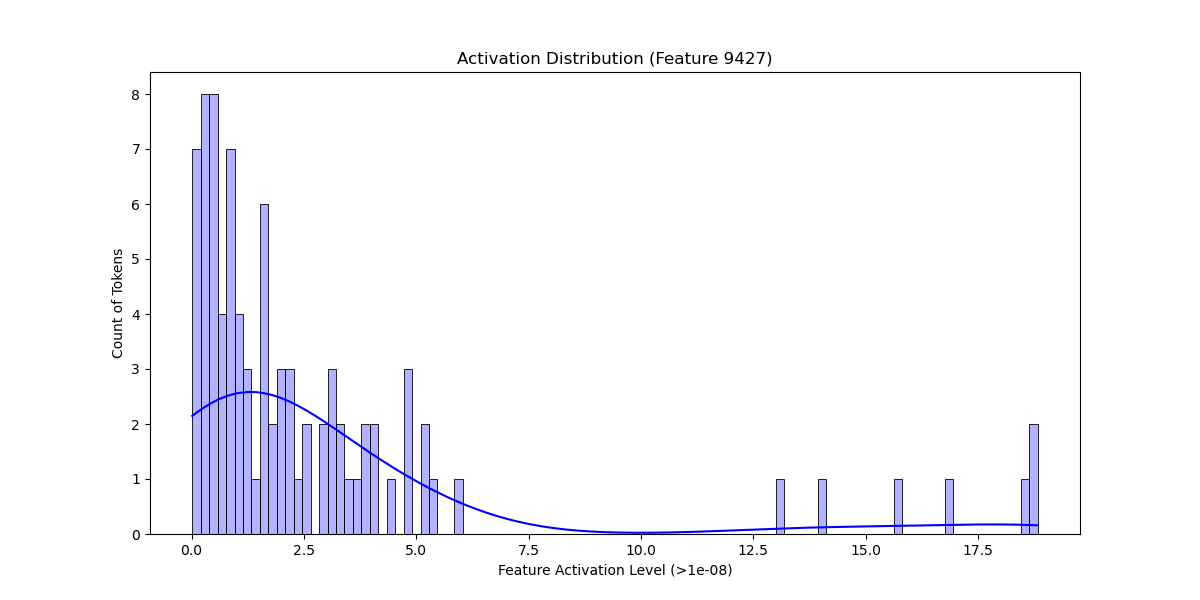 Activation Distribution (Feature 9427)
8
7
6
5
4
3
2
1
0
Count of Tokens
0.0 2.5 5.0 7.5 10.0 12.5 15.0 17.5
Feature Activation Level (>1e-08)